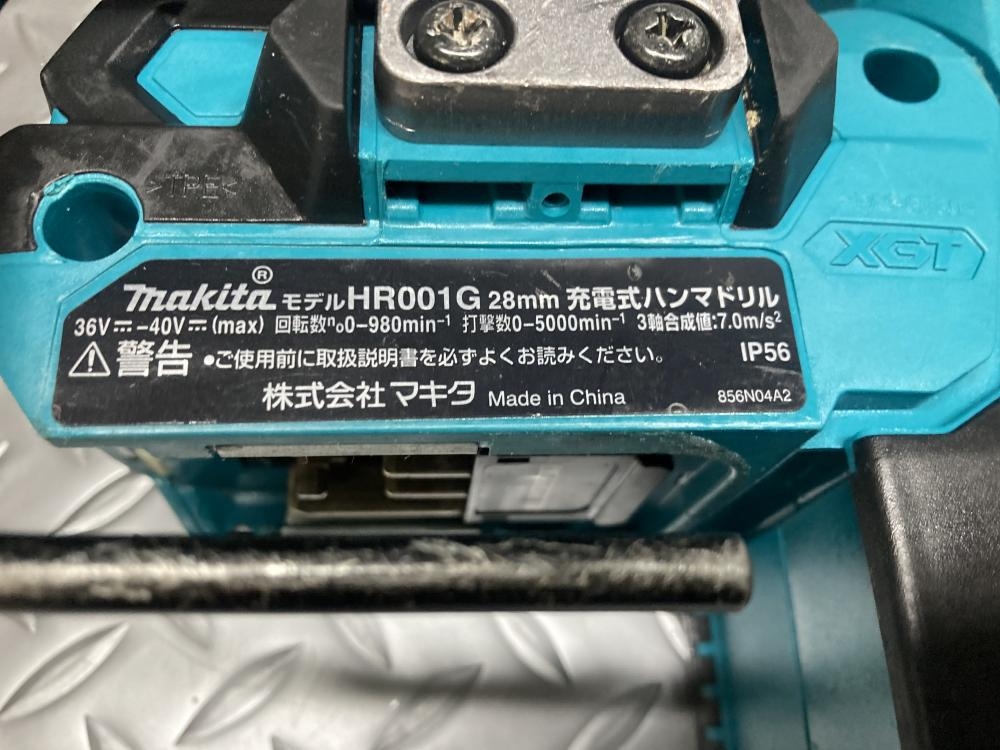 >TPE<
XGT
makita® モデルHR001G 28mm 充電式ハンマドリル
36V⎓-40V⎓(max) 回転数n₀0-980min⁻¹ 打撃数0-5000min⁻¹ 3軸合成値:7.0m/s²
⚠警告 •ご使用前に取扱説明書を必ずよくお読みください。 IP56
株式会社マキタ Made in China 856N04A2